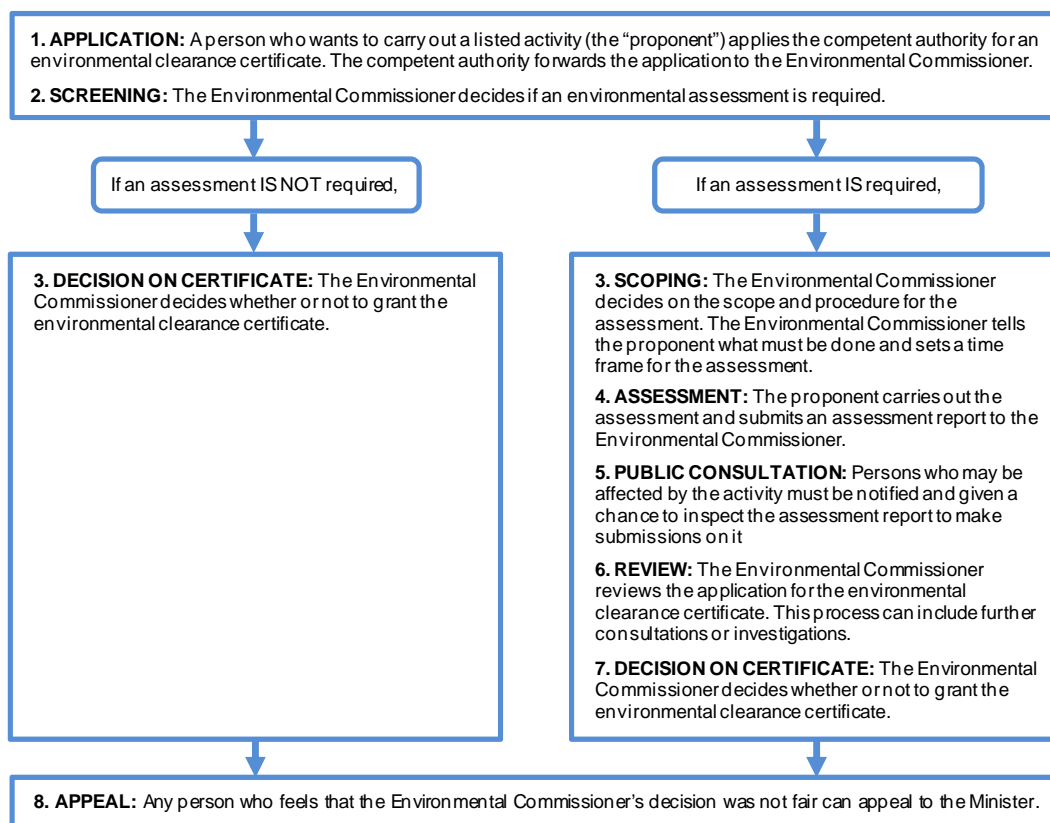 1. APPLICATION: A person who wants to carry out a listed activity (the “proponent”) applies the competent authority for an
environmental clearance certificate. The competent authority forwards the application to the Environmental Commissioner.
2. SCREENING: The Environmental Commissioner decides if an environmental assessment is required.
If an assessment IS NOT required,
If an assessment IS required,
3. DECISION ON CERTIFICATE: The Environmental
Commissioner decides whether or not to grant the
environmental clearance certificate.
3. SCOPING: The Environmental Commissioner
decides on the scope and procedure for the
assessment. The Environmental Commissioner tells
the proponent what must be done and sets a time
frame for the assessment.
4. ASSESSMENT: The proponent carries out the
assessment and submits an assessment report to the
Environmental Commissioner.
5. PUBLIC CONSULTATION: Persons who may be
affected by the activity must be notified and given a
chance to inspect the assessment report to make
submissions on it
6. REVIEW: The Environmental Commissioner
reviews the application for the environmental
clearance certificate. This process can include further
consultations or investigations.
7. DECISION ON CERTIFICATE: The Environmental
Commissioner decides whether or not to grant the
environmental clearance certificate.
8. APPEAL: Any person who feels that the Environmental Commissioner’s decision was not fair can appeal to the Minister.